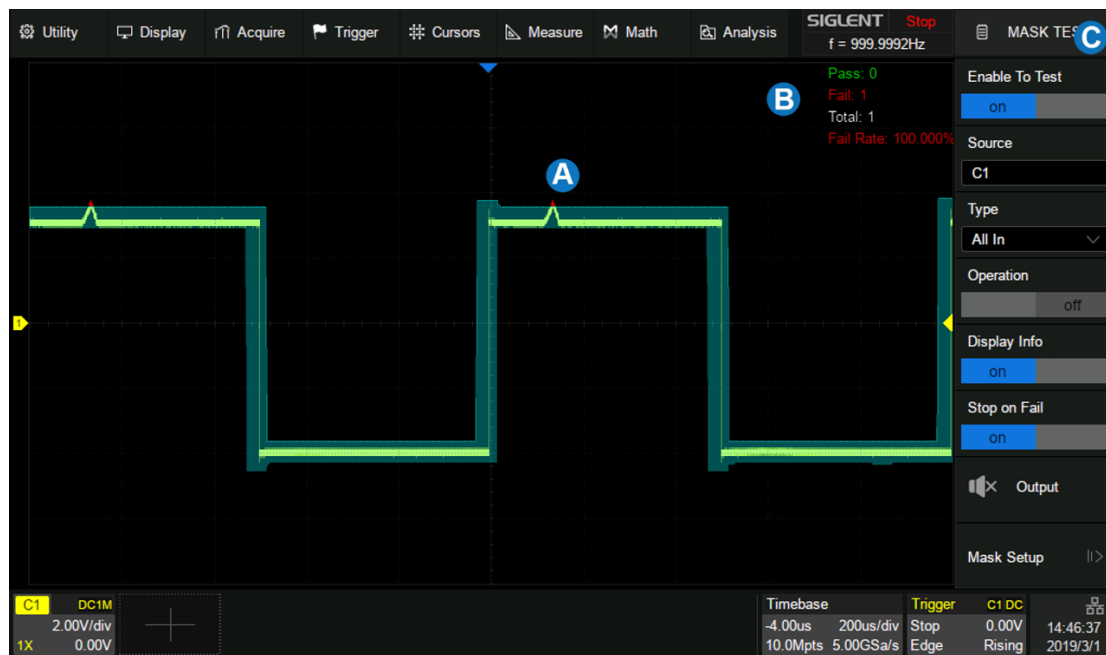 Utility Display Acquire Trigger Cursors Measure Math Analysis
SIGLENT Stop
f = 999.9992Hz
MASK TES
C
Pass: 0
Fail: 1
Total: 1
Fail Rate: 100.000%
B
A
Enable To Test
on
Source
C1
Type
All In
Operation
off
Display Info
on
Stop on Fail
on
Output
Mask Setup
1
C1 DC1M
2.00V/div
1X 0.00V
Timebase
-4.00us 200us/div
10.0Mpts 5.00GSa/s
Trigger C1 DC
Stop 0.00V
Edge Rising
14:46:37
2019/3/1